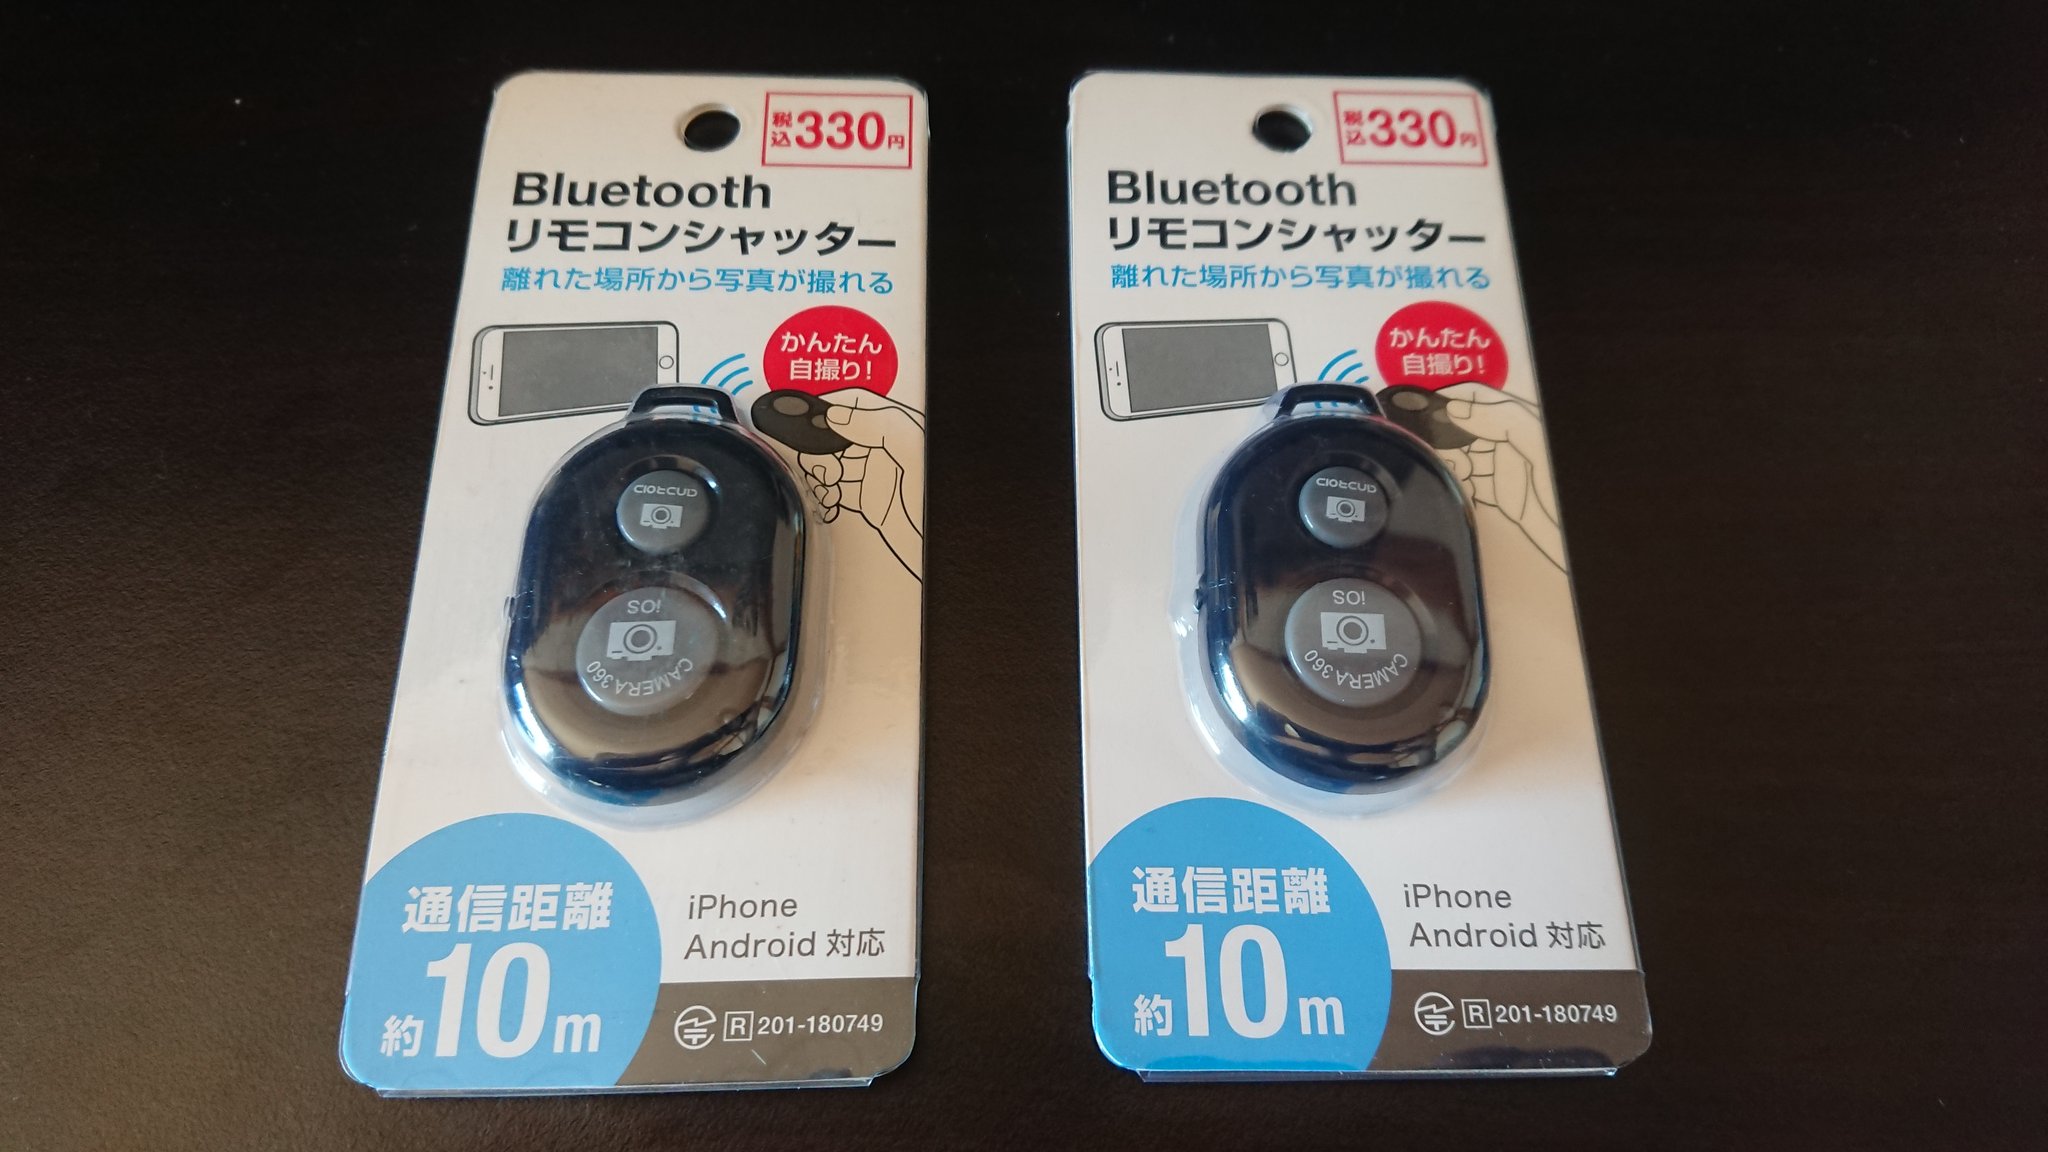 税込330円
Bluetooth
リモコンシャッター
離れた場所から写真が撮れる
かんたん
自撮り!
Android
iOS
CAMERA360
通信距離
約10m
iPhone
Android 対応
R 201-180749
税込330円
Bluetooth
リモコンシャッター
離れた場所から写真が撮れる
かんたん
自撮り!
Android
iOS
CAMERA360
通信距離
約10m
iPhone
Android 対応
R 201-180749